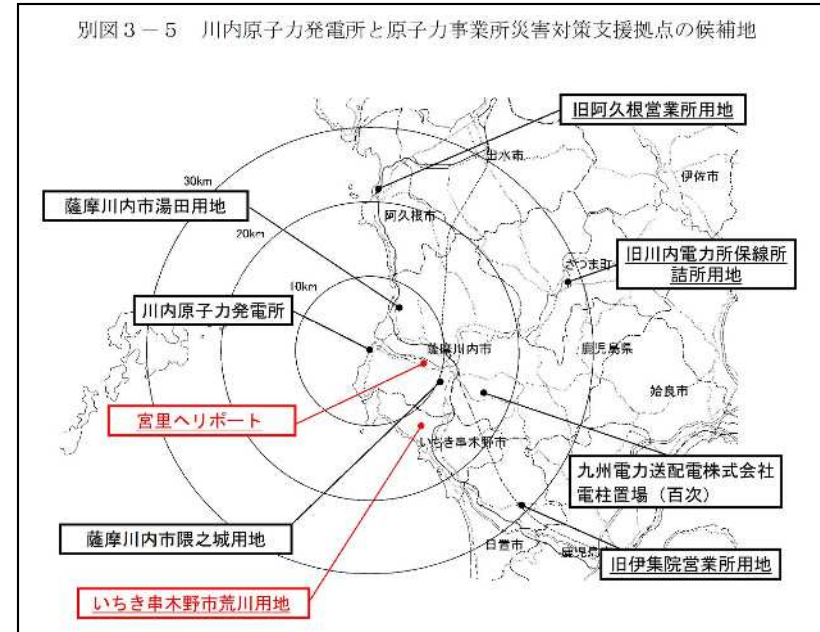 別図3－5　川内原子力発電所と原子力事業所災害対策支援拠点の候補地
旧阿久根営業所用地
出水市
伊佐市
30km
薩摩川内市湯田用地
阿久根市
20km
旧川内電力所保線所
詰所用地
さつま町
10km
川内原子力発電所
薩摩川内市
鹿児島県
姶良市
宮里ヘリポート
いちき串木野市
九州電力送配電株式会社
電柱置場（百次）
薩摩川内市隈之城用地
日置市
鹿児島
旧伊集院営業所用地
いちき串木野市荒川用地